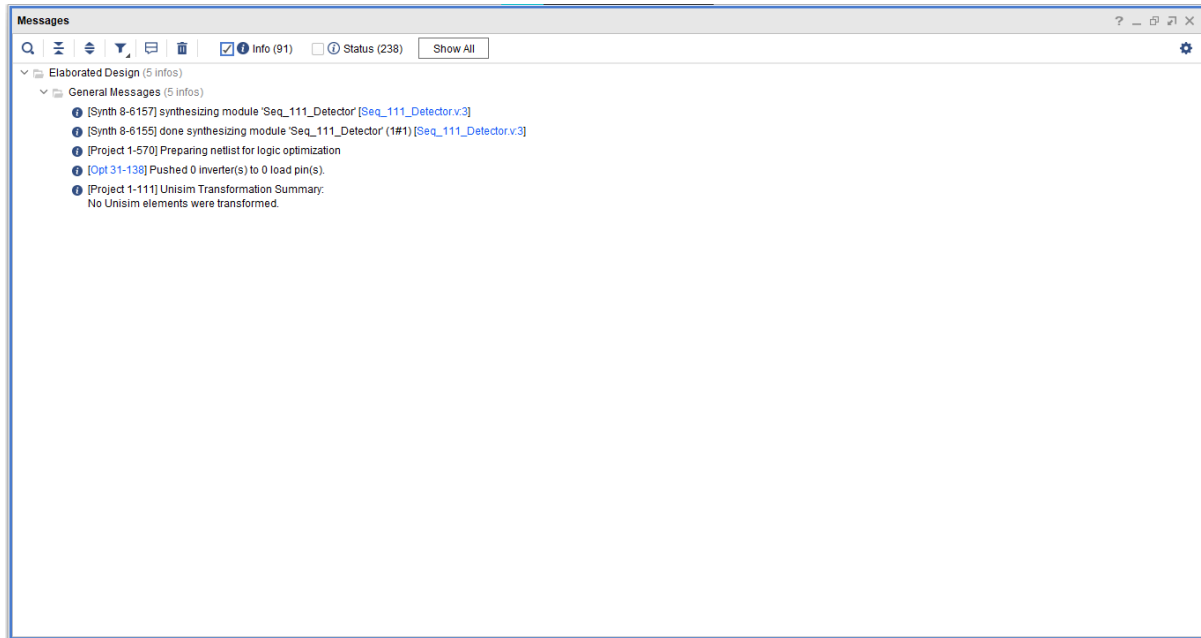 Messages
Info (91) Status (238) Show All
Elaborated Design (5 infos)
General Messages (5 infos)
[Synth 8-6157] synthesizing module 'Seq_111_Detector' [Seq_111_Detector.v:3]
[Synth 8-6155] done synthesizing module 'Seq_111_Detector' (1#1) [Seq_111_Detector.v:3]
[Project 1-570] Preparing netlist for logic optimization
[Opt 31-138] Pushed 0 inverter(s) to 0 load pin(s).
[Project 1-111] Unisim Transformation Summary:
No Unisim elements were transformed.